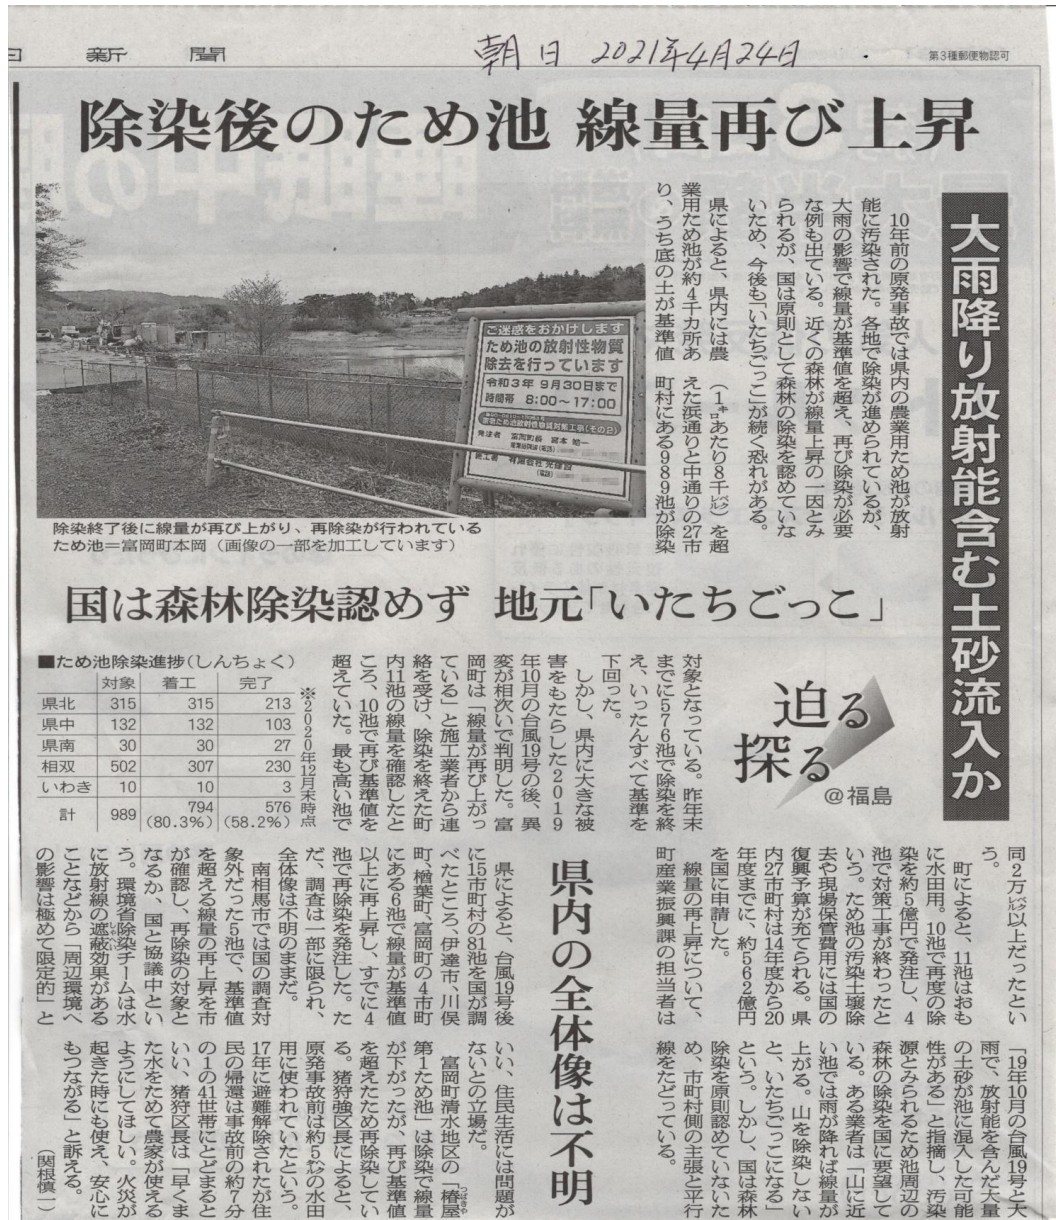 日 新 聞
朝日 2021年4月24日
第3種郵便物認可
除染後のため池 線量再び上昇
大雨降り放射能含む土砂流入か
10年前の原発事故では県内の農業用ため池が放射
能に汚染された。各地で除染が進められているが、
大雨の影響で線量が基準値を超え、再び除染が必要
な例も出ている。近くの森林が線量上昇の一因とみ
られるが、国は原則として森林の除染を認めていな
いため、今後も「いたちごっこ」が続く恐れがある。
県によると、県内には農
業用ため池が約4千カ所あ
り、うち底の土が基準値
(1㌔あたり8千㏃)を超
えた浜通りと中通りの27市
町村にある989池が除染
ご迷惑をおかけします
ため池の放射性物質
除去を行っています
令和3年9月30日まで
時間帯 8:00〜17:00
発注者 富岡町長 宮本 皓一
施工者 有限会社
除染終了後に線量が再び上がり、再除染が行われている
ため池=富岡町本岡(画像の一部を加工しています)
国は森林除染認めず 地元「いたちごっこ」
迫る
探る
@福島
対象となっている。昨年末
までに576池で除染を終
え、いったんすべて基準を
下回った。
しかし、県内に大きな被
害をもたらした2019
年10月の台風19号の後、異
変が相次いで判明した。富
岡町は「線量が再び上がっ
ている」と施工業者から連
絡を受け、除染を終えた町
内11池の線量を確認したと
ころ、10池で再び基準値を
超えていた。最も高い池で
■ため池除染進捗(しんちょく)
対象 着工 完了
県北 315 315 213
県中 132 132 103
県南 30 30 27
相双 502 307 230
いわき 10 10 3
計 989 794 576
(80.3%) (58.2%)
※2020年12月末時点
同2万㏃以上だったとい
う。
町によると、11池はおも
に水田用。10池で再度の除
染を約5億円で発注し、4
池で対策工事が終わったと
いう。ため池の汚染土壌除
去や現場保管費用には国の
復興予算が充てられる。県
内27市町村は14年度から20
年度までに、約562億円
を国に申請した。
線量の再上昇について、
町産業振興課の担当者は
「19年10月の台風19号と大
雨で、放射能を含んだ大量
の土砂が池に混入した可能
性がある」と指摘し、汚染
源とみられるため池周辺の
森林の除染を国に要望して
いる。ある業者は「山に近
い池では雨が降れば線量が
上がる。山を除染しない
と、いたちごっこになる」
という。しかし、国は森林
除染を原則認めていないた
め、市町村側の主張と平行
線をたどっている。
県内の全体像は不明
県によると、台風19号後
に15市町村の81池を国が調
べたところ、伊達市、川俣
町、楢葉町、富岡町の4市町
にある6池で線量が基準値
以上に再上昇し、すでに4
池で再除染を発注した。た
だ、調査は一部に限られ、
全体像は不明のままだ。
南相馬市では国の調査対
象外だった5池で、基準値
を超える線量の再上昇を市
が確認し、再除染の対象と
なるか、国と協議中とい
う。環境省除染チームは水
に放射線の遮蔽効果がある
ことなどから「周辺環境へ
の影響は極めて限定的」と
いい、住民生活には問題が
ないとの立場だ。
富岡町清水地区の「椿屋
つばきや
第1ため池」は除染で線量
が下がったが、再び基準値
を超えたため再除染してい
る。猪狩強区長によると、
原発事故前は約5㌶の水田
用に使われていたという。
17年に避難解除されたが住
民の帰還は事故前の約7分
の1の41世帯にとどまると
いい、猪狩区長は「早くま
た水をためて農家が使える
ようにしてほしい。火災が
起きた時にも使え、安心に
もつながる」と訴える。
(関根慎一)